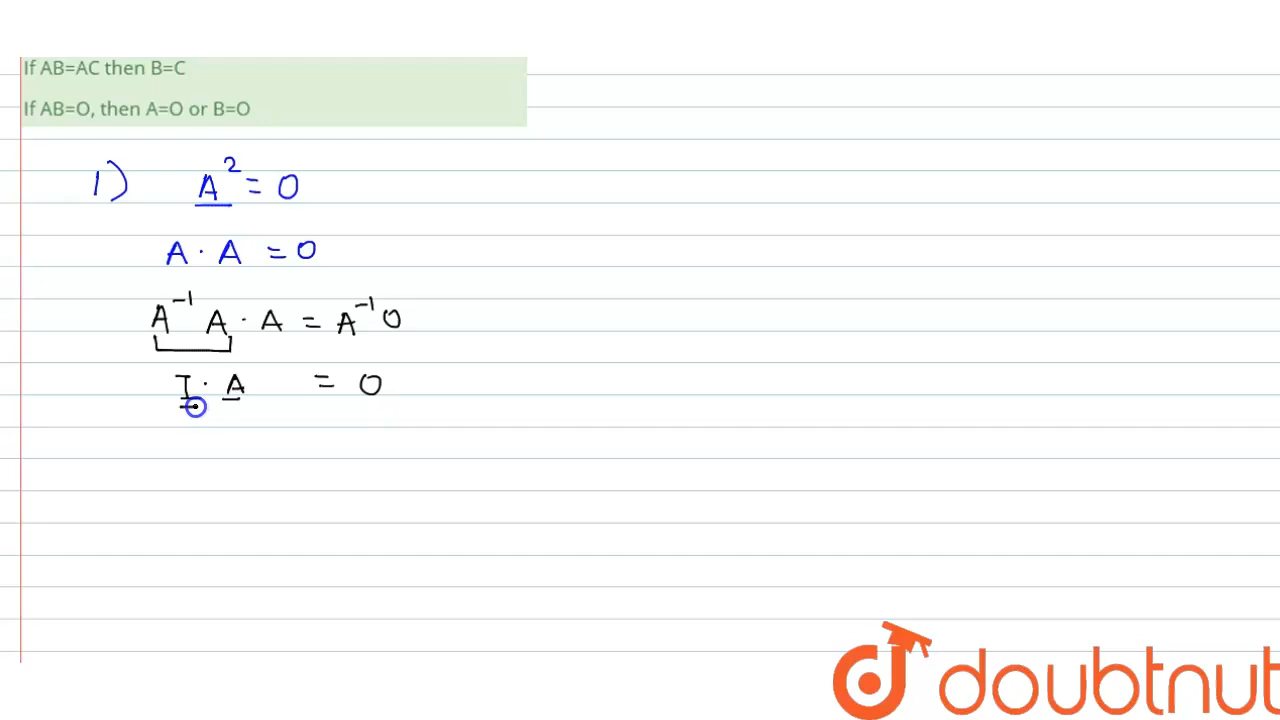 If AB=AC then B=C
If AB=O, then A=O or B=O
1) A² = 0
A · A = 0
A⁻¹ A · A = A⁻¹ 0
I · A = 0
doubtnut